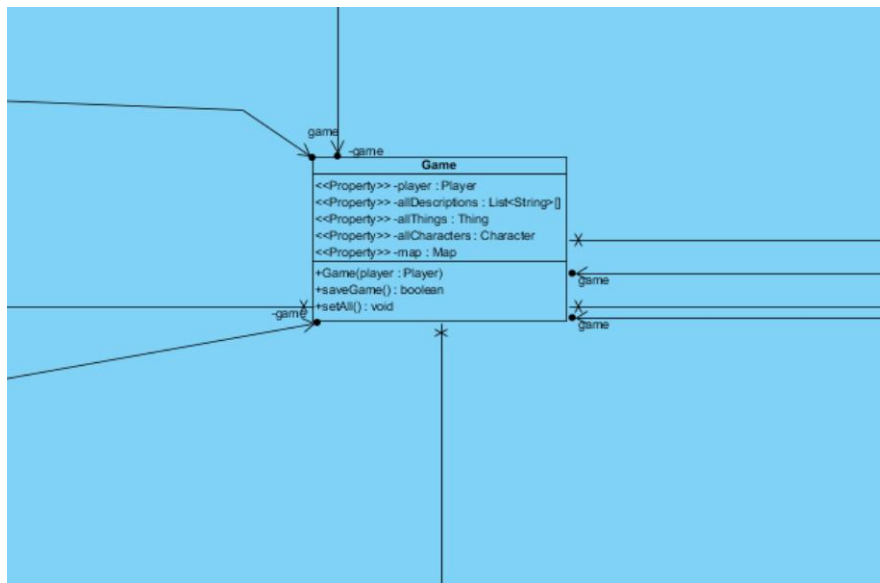 game
-game
Game
<<Property>> -player : Player
<<Property>> -allDescriptions : List<String>[]
<<Property>> -allThings : Thing
<<Property>> -allCharacters : Character
<<Property>> -map : Map
+Game(player : Player)
+saveGame() : boolean
+setAll() : void
game
-game
game